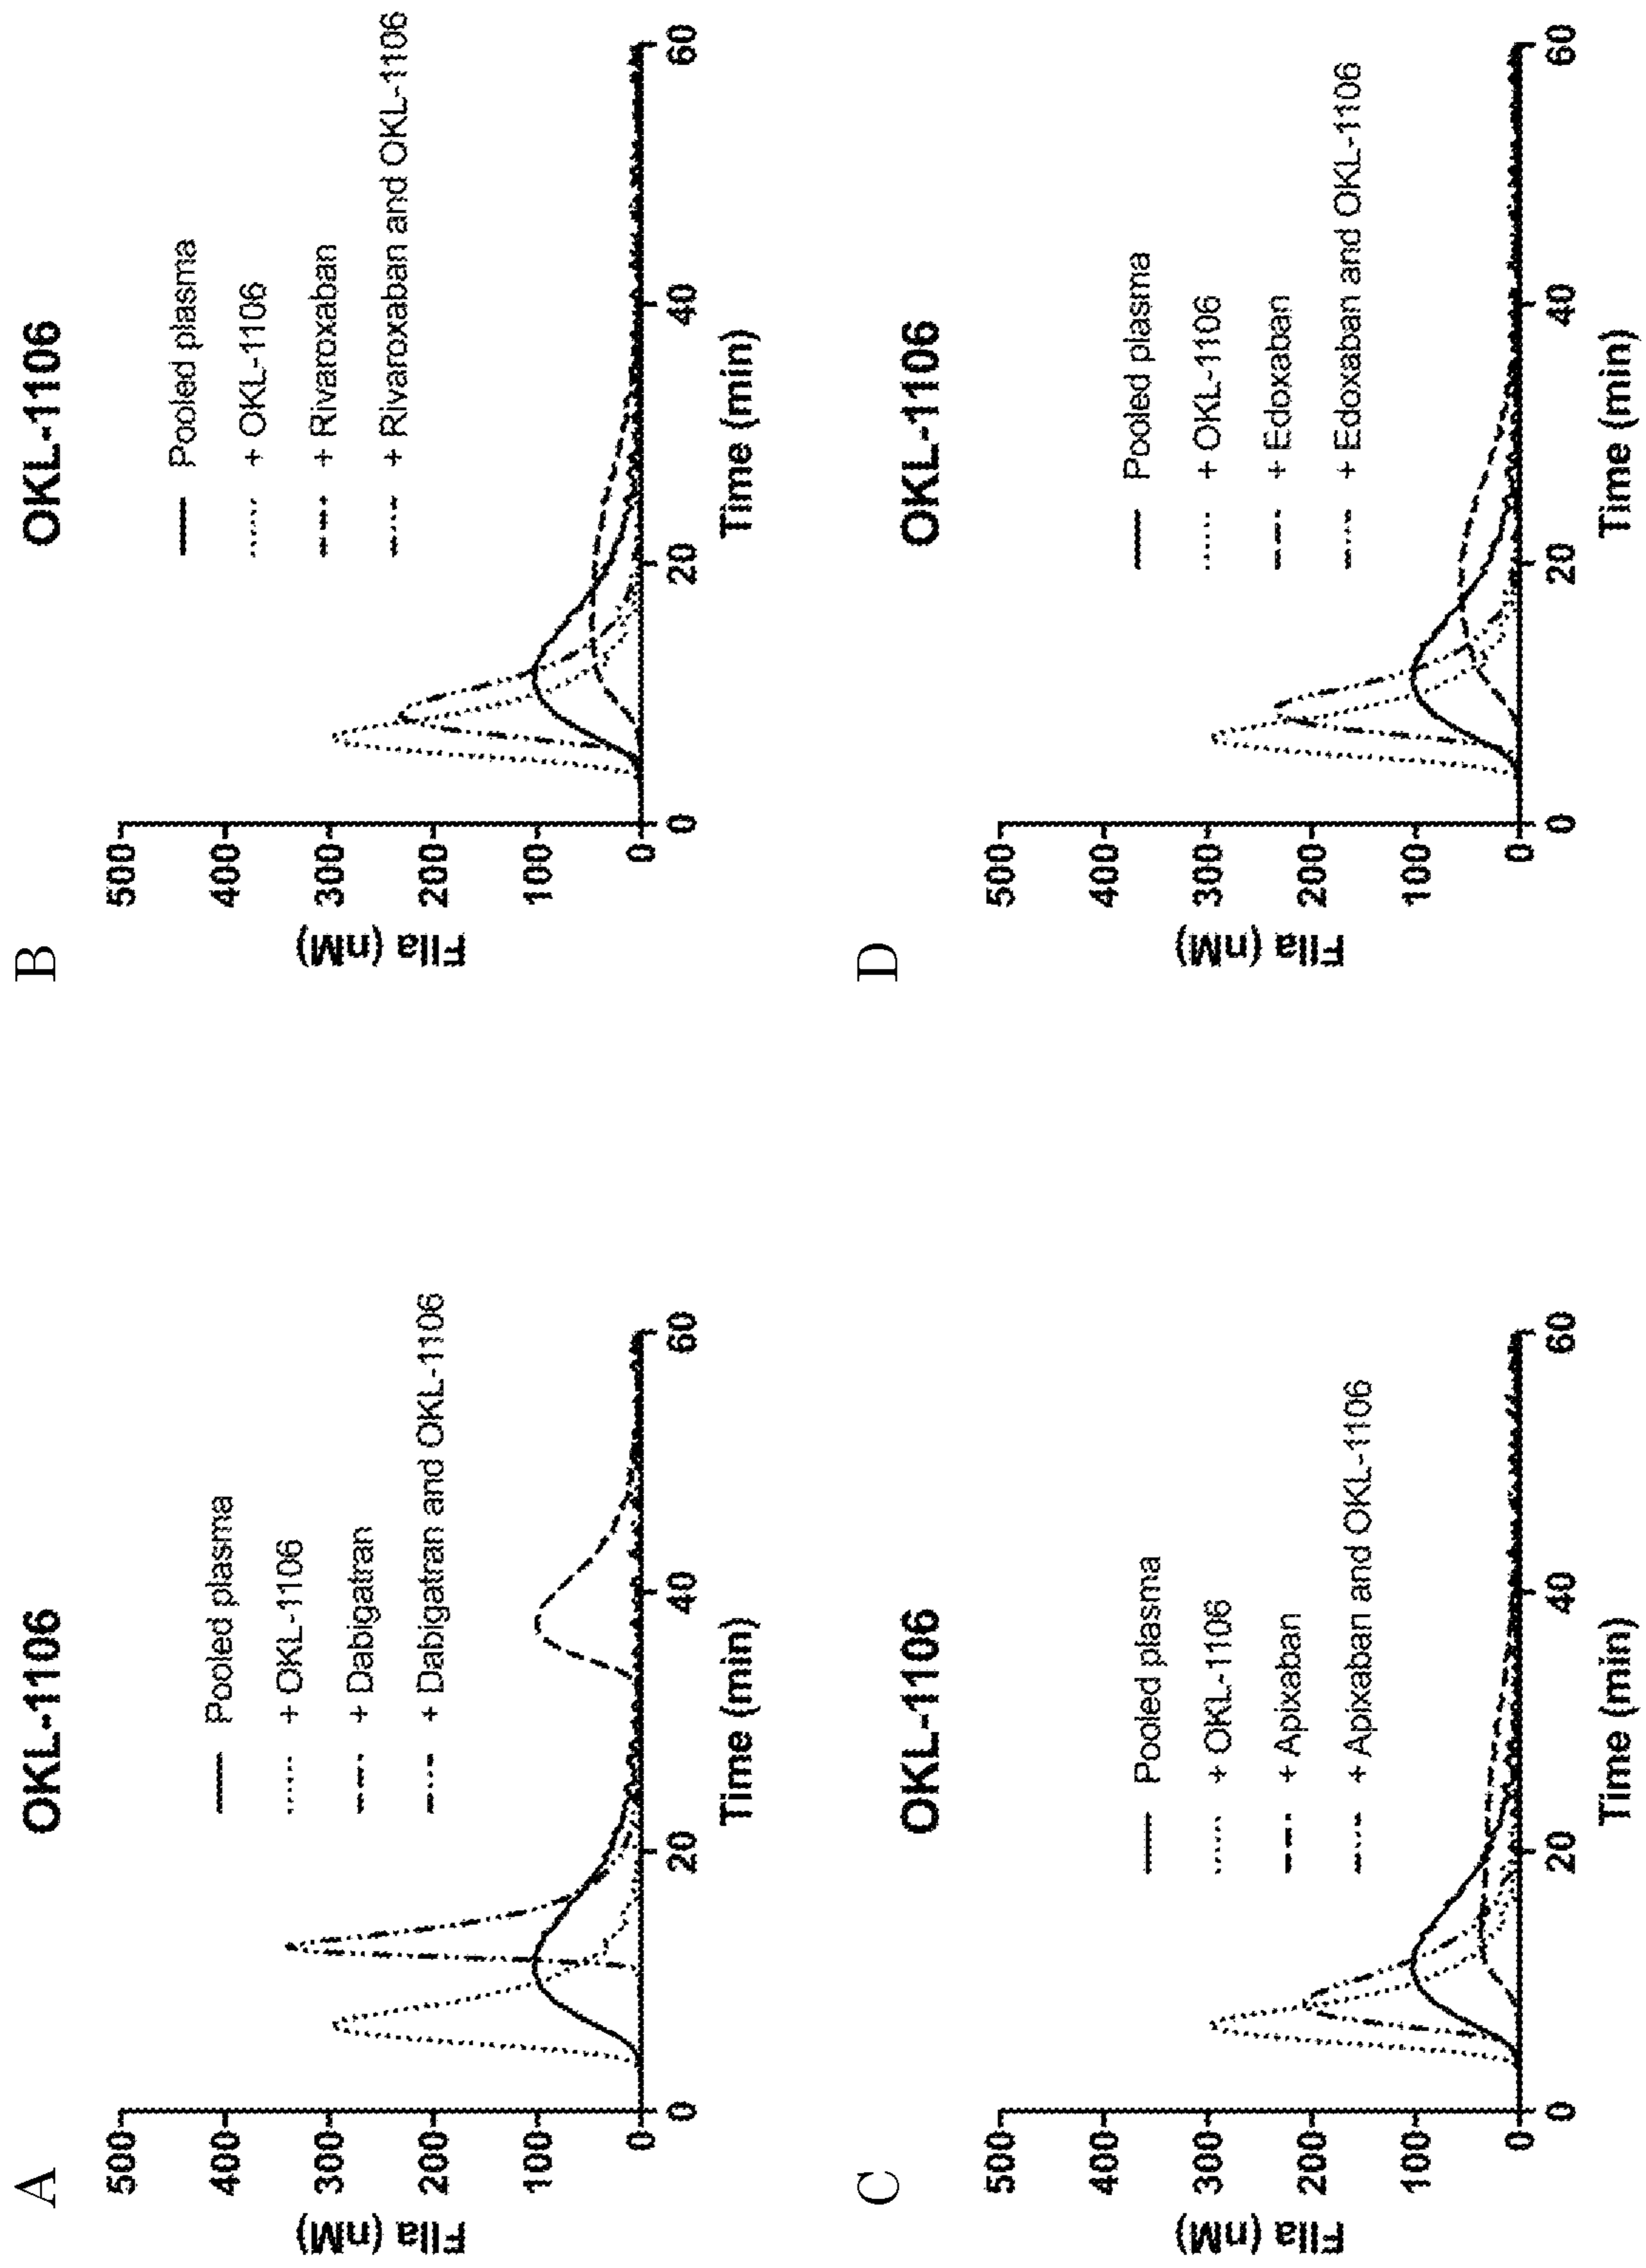 A
OKL-1106
500
400
300
200
100
0
FIIa (nM)
Pooled plasma
+ OKL-1106
+ Dabigatran
+ Dabigatran and OKL-1106
0
20
40
60
Time (min)
B
OKL-1106
500
400
300
200
100
0
FIIa (nM)
Pooled plasma
+ OKL-1106
+ Rivaroxaban
+ Rivaroxaban and OKL-1106
0
20
40
60
Time (min)
C
OKL-1106
500
400
300
200
100
0
FIIa (nM)
Pooled plasma
+ OKL-1106
+ Apixaban
+ Apixaban and OKL-1106
0
20
40
60
Time (min)
D
OKL-1106
500
400
300
200
100
0
FIIa (nM)
Pooled plasma
+ OKL-1106
+ Edoxaban
+ Edoxaban and OKL-1106
0
20
40
60
Time (min)